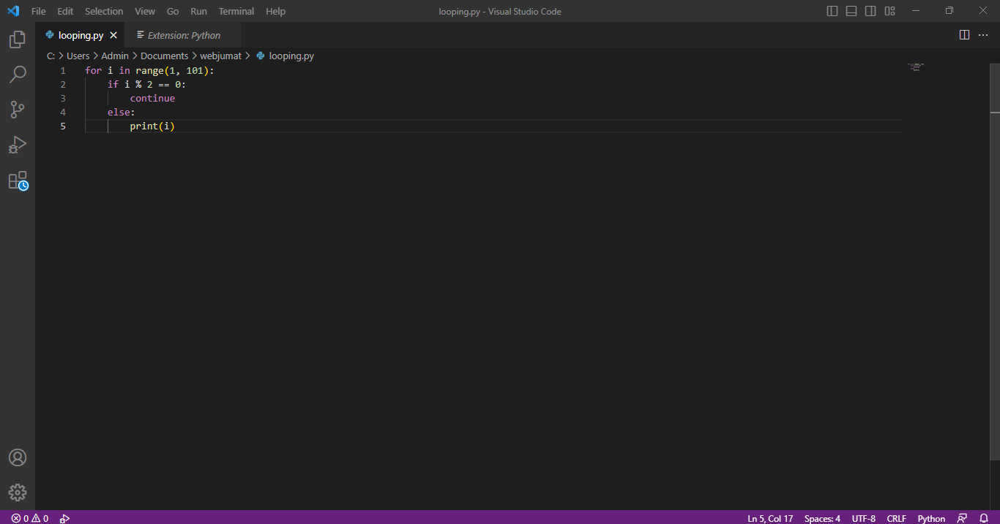 File Edit Selection View Go Run Terminal Help looping.py - Visual Studio Code
looping.py Extension: Python
C: > Users > Admin > Documents > webjumat > looping.py
1 for i in range(1, 101):
2     if i % 2 == 0:
3         continue
4     else:
5         print(i)
0 0 Ln 5, Col 17 Spaces: 4 UTF-8 CRLF Python